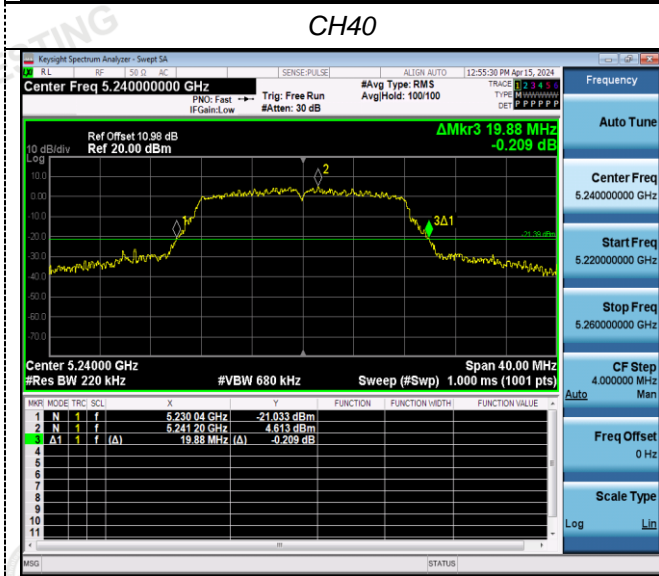 CH40
Keysight Spectrum Analyzer - Swept SA
RL RF 50 Ω AC SENSE:PULSE ALIGN AUTO 12:55:30 PM Apr 15, 2024
Center Freq 5.240000000 GHz
PNO: Fast
IFGain:Low
Trig: Free Run
#Atten: 30 dB
#Avg Type: RMS
Avg|Hold: 100/100
TRACE 1 2 3 4 5 6
TYPE M WWWWW
DET P P P P P P
Ref Offset 10.98 dB
10 dB/div Ref 20.00 dBm
ΔMkr3 19.88 MHz
-0.209 dB
Log
10.0
0.00
-10.0
-20.0
-30.0
-40.0
-60.0
-70.0
1
2
3Δ1
-21.39 dBm
Center 5.24000 GHz Span 40.00 MHz
#Res BW 220 kHz #VBW 680 kHz Sweep (#Swp) 1.000 ms (1001 pts)
MKR MODE TRC SCL X Y FUNCTION FUNCTION WIDTH FUNCTION VALUE
1 N 1 f 5.230 04 GHz -21.033 dBm
2 N 1 f 5.241 20 GHz 4.613 dBm
3 Δ1 1 f (Δ) 19.88 MHz (Δ) -0.209 dB
4
5
6
7
8
9
10
11
MSG STATUS
Frequency
Auto Tune
Center Freq
5.240000000 GHz
Start Freq
5.220000000 GHz
Stop Freq
5.260000000 GHz
CF Step
4.000000 MHz
Auto Man
Freq Offset
0 Hz
Scale Type
Log Lin